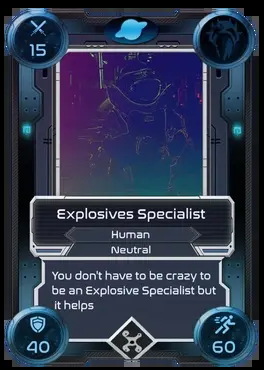 15
Explosives Specialist
Human
Neutral
You don't have to be crazy to
be an Explosive Specialist but
it helps
40
60